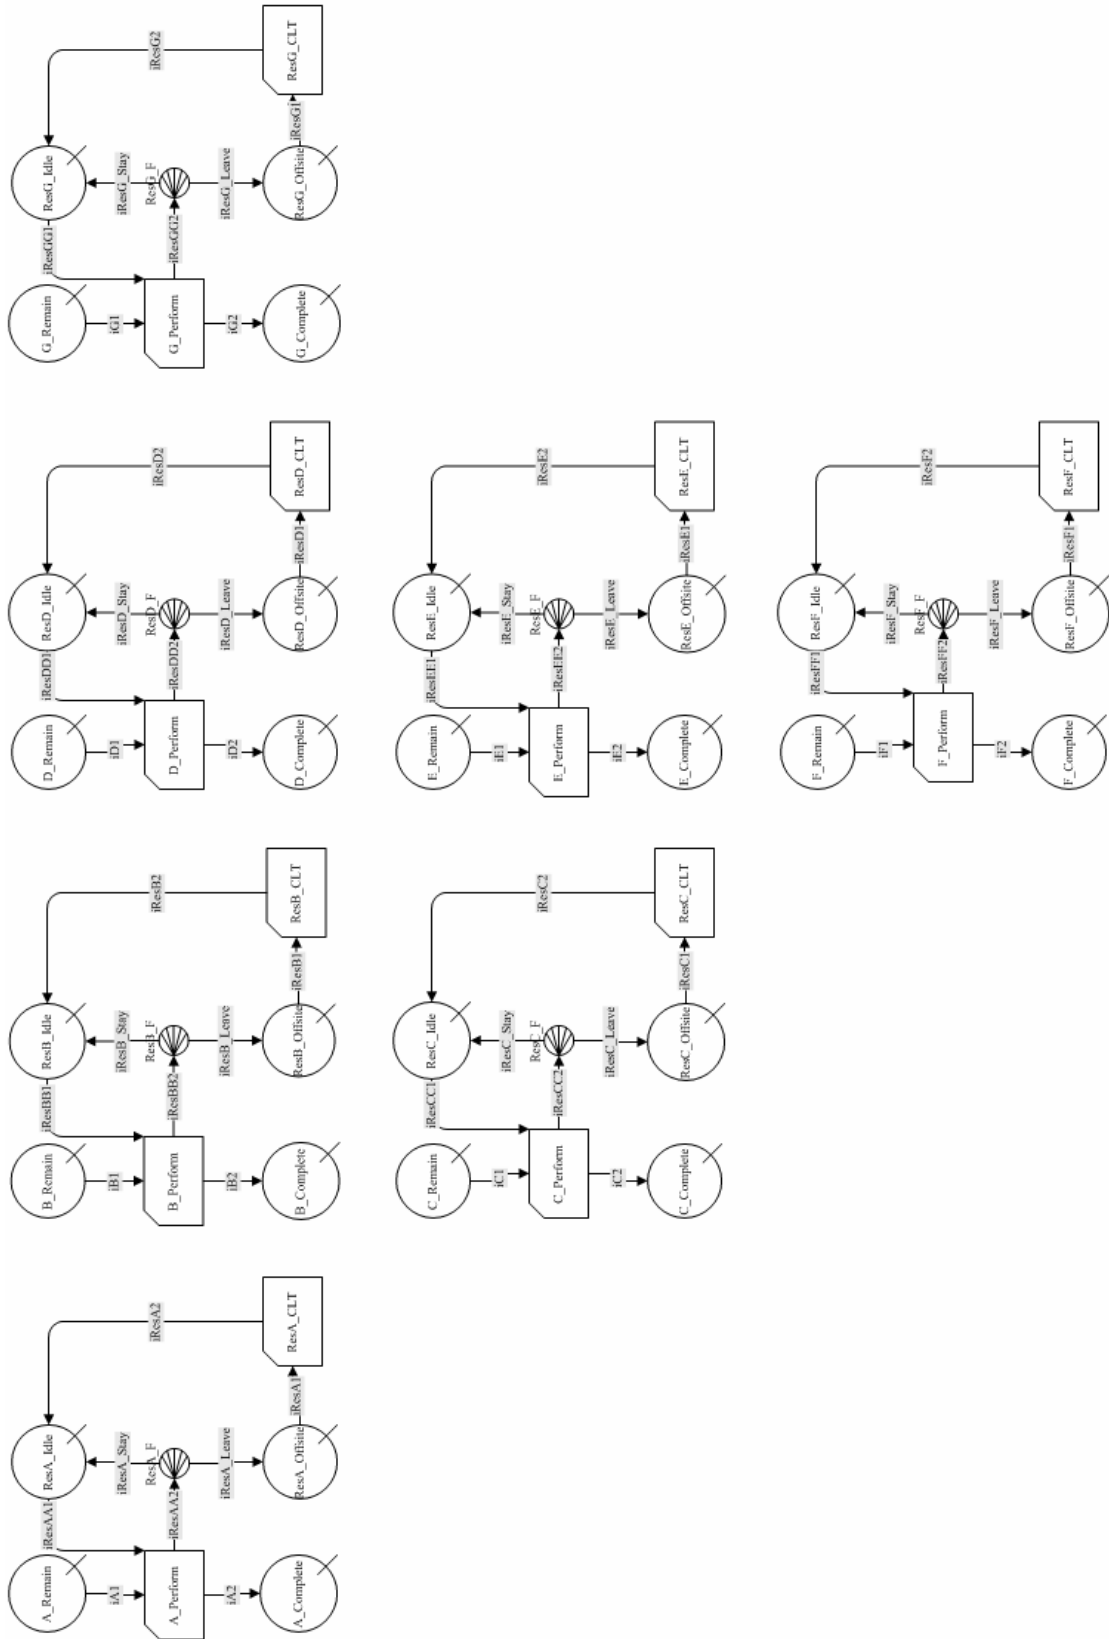 A_Remain
iA1
A_Perform
iA2
A_Complete
iResAA1
iResAA2
ResA_Idle
iResA_Stay
ResA_F
iResA_Leave
ResA_Offsite
iResA1
ResA_CLT
iResA2
B_Remain
iB1
B_Perform
iB2
B_Complete
iResBB1
iResBB2
ResB_Idle
iResB_Stay
ResB_F
iResB_Leave
ResB_Offsite
iResB1
ResB_CLT
iResB2
C_Remain
iC1
C_Perform
iC2
C_Complete
iResCC1
iResCC2
ResC_Idle
iResC_Stay
ResC_F
iResC_Leave
ResC_Offsite
iResC1
ResC_CLT
iResC2
D_Remain
iD1
D_Perform
iD2
D_Complete
iResDD1
iResDD2
ResD_Idle
iResD_Stay
ResD_F
iResD_Leave
ResD_Offsite
iResD1
ResD_CLT
iResD2
E_Remain
iE1
E_Perform
iE2
E_Complete
iResEE1
iResEE2
ResE_Idle
iResE_Stay
ResE_F
iResE_Leave
ResE_Offsite
iResE1
ResE_CLT
iResE2
F_Remain
iF1
F_Perform
iF2
F_Complete
iResFF1
iResFF2
ResF_Idle
iResF_Stay
ResF_F
iResF_Leave
ResF_Offsite
iResF1
ResF_CLT
iResF2
G_Remain
iG1
G_Perform
iG2
G_Complete
iResGG1
iResGG2
ResG_Idle
iResG_Stay
ResG_F
iResG_Leave
ResG_Offsite
iResG1
ResG_CLT
iResG2